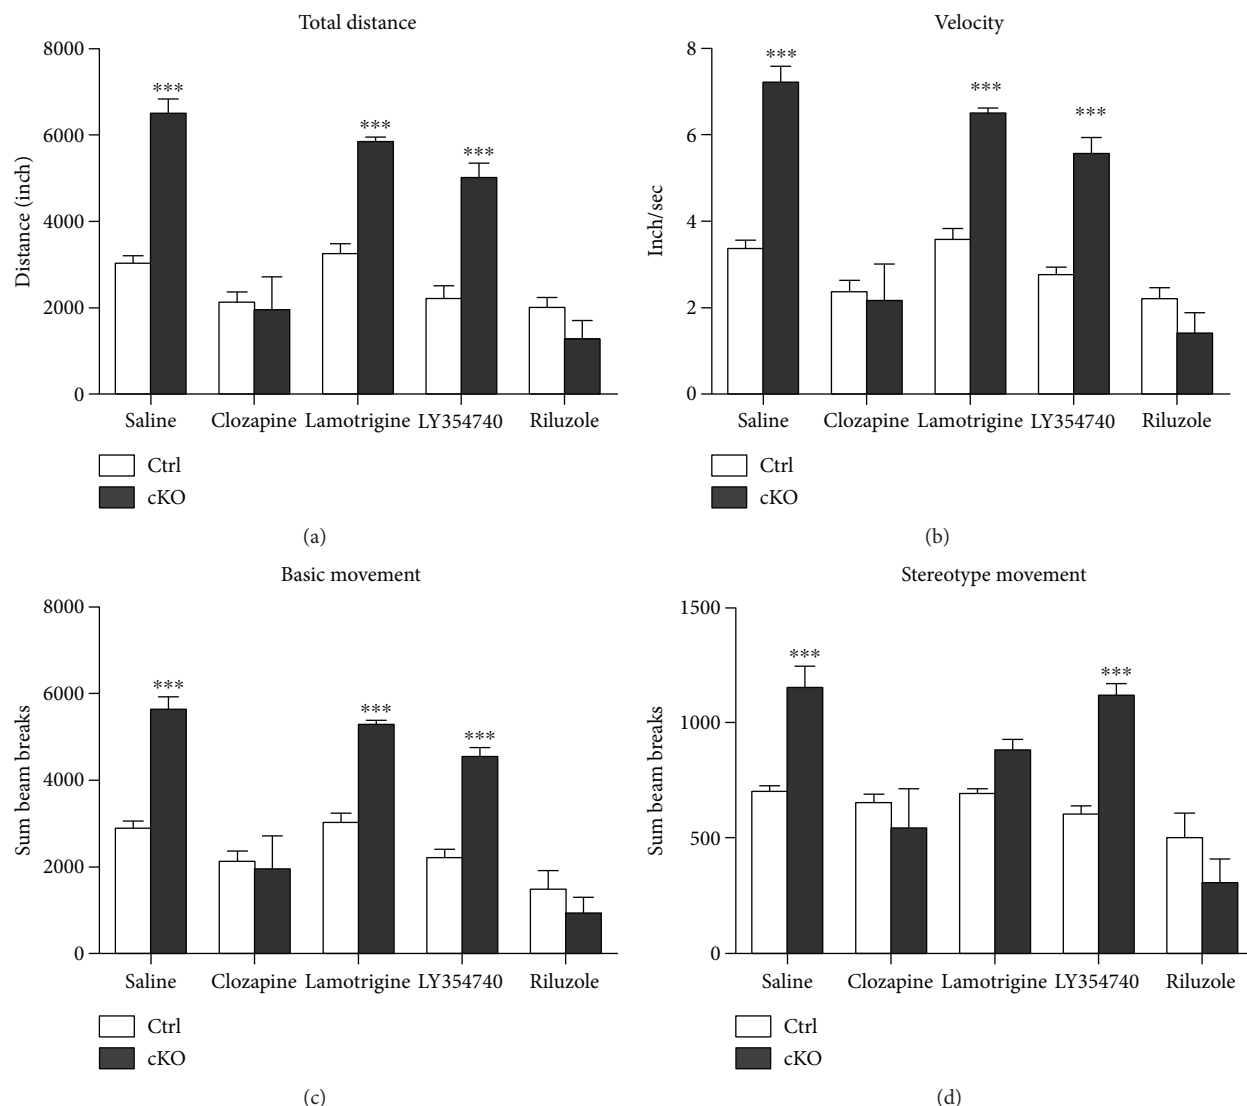 Total distance
8000
6000
4000
2000
0
Distance (inch)
***
***
***
Saline Clozapine Lamotrigine LY354740 Riluzole
Ctrl
cKO
(a)
Velocity
8
6
4
2
0
Inch/sec
***
***
***
Saline Clozapine Lamotrigine LY354740 Riluzole
Ctrl
cKO
(b)
Basic movement
8000
6000
4000
2000
0
Sum beam breaks
***
***
***
Saline Clozapine Lamotrigine LY354740 Riluzole
Ctrl
cKO
(c)
Stereotype movement
1500
1000
500
0
Sum beam breaks
***
***
Saline Clozapine Lamotrigine LY354740 Riluzole
Ctrl
cKO
(d)